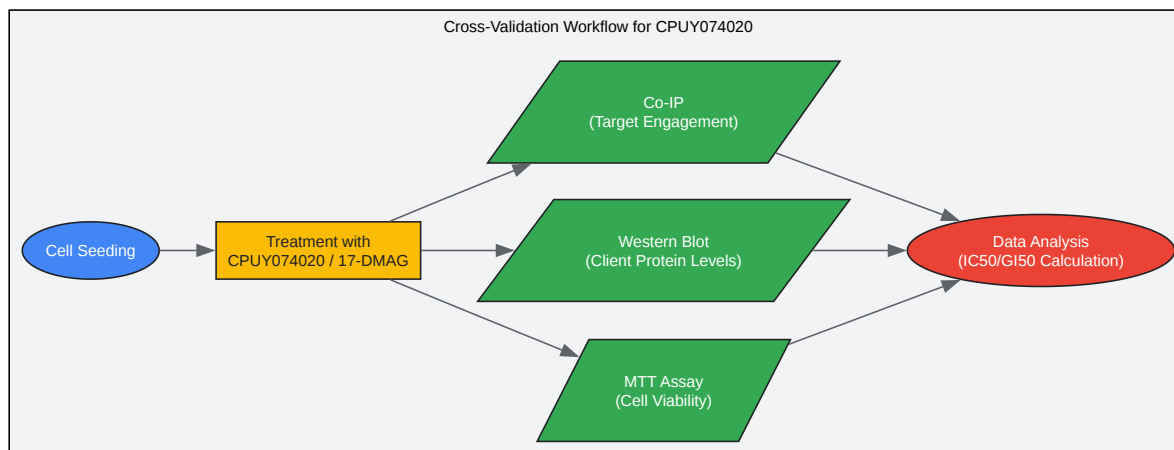 Cross-Validation Workflow for CPUY074020
Cell Seeding
Treatment with
CPUY074020 / 17-DMAG
Co-IP
(Target Engagement)
Western Blot
(Client Protein Levels)
MTT Assay
(Cell Viability)
Data Analysis
(IC50/GI50 Calculation)